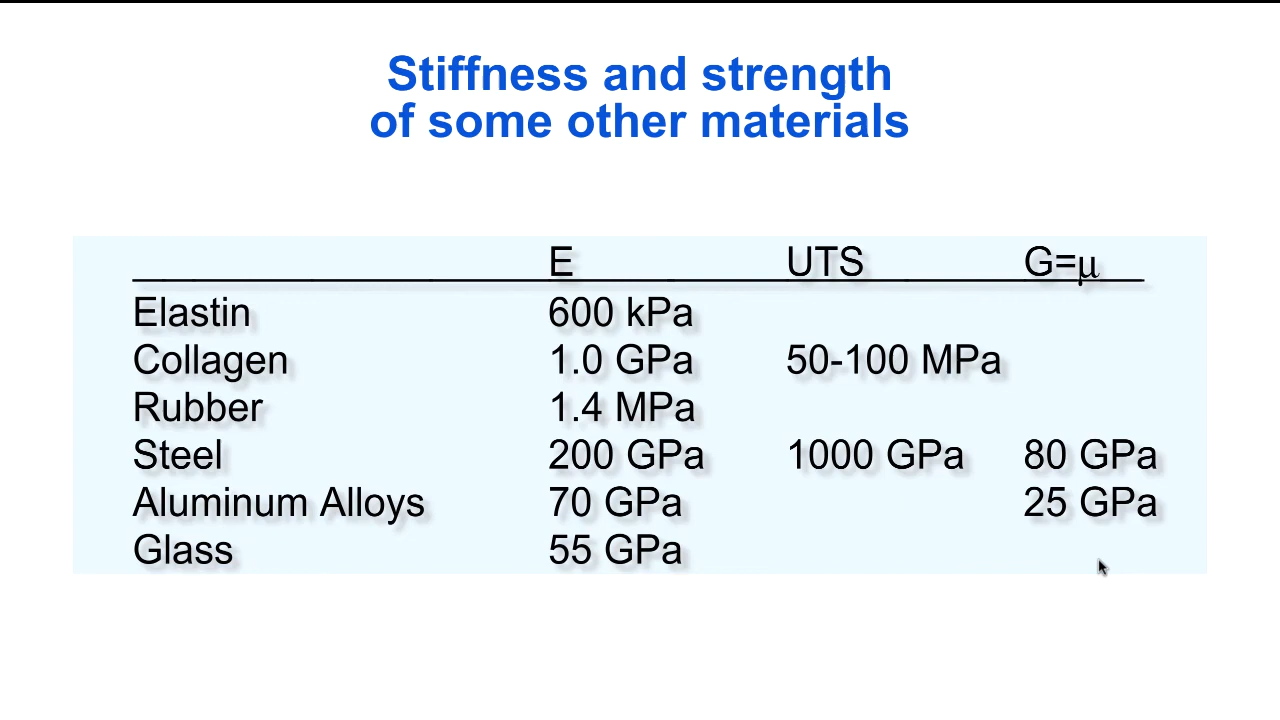 Stiffness and strength
of some other materials
E UTS G=μ
Elastin 600 kPa
Collagen 1.0 GPa 50-100 MPa
Rubber 1.4 MPa
Steel 200 GPa 1000 GPa 80 GPa
Aluminum Alloys 70 GPa 25 GPa
Glass 55 GPa